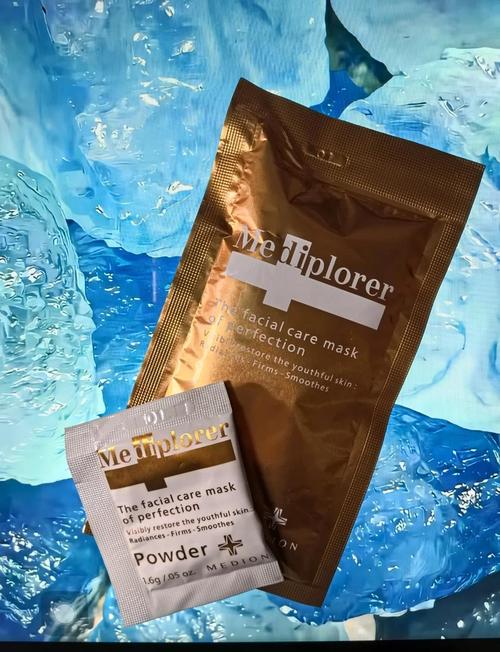 Mediplorer
The facial care mask
of perfection
Visibly restore the youthful skin:
Radiances · Firms · Smoothes
Mediplorer
The facial care mask
of perfection
Visibly restore the youthful skin:
Radiances · Firms · Smoothes
Powder
1.6g / .05 oz.
MEDION